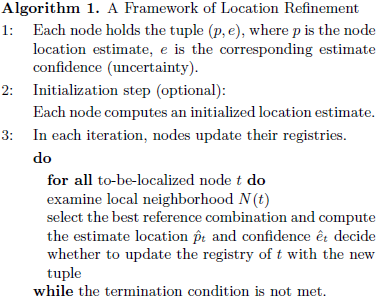 Algorithm 1. A Framework of Location Refinement
1: Each node holds the tuple (p, e), where p is the node
location estimate, e is the corresponding estimate
confidence (uncertainty).
2: Initialization step (optional):
Each node computes an initialized location estimate.
3: In each iteration, nodes update their registries.
do
for all to-be-localized node t do
examine local neighborhood N(t)
select the best reference combination and compute
the estimate location p̂ₜ and confidence êₜ decide
whether to update the registry of t with the new
tuple
while the termination condition is not met.